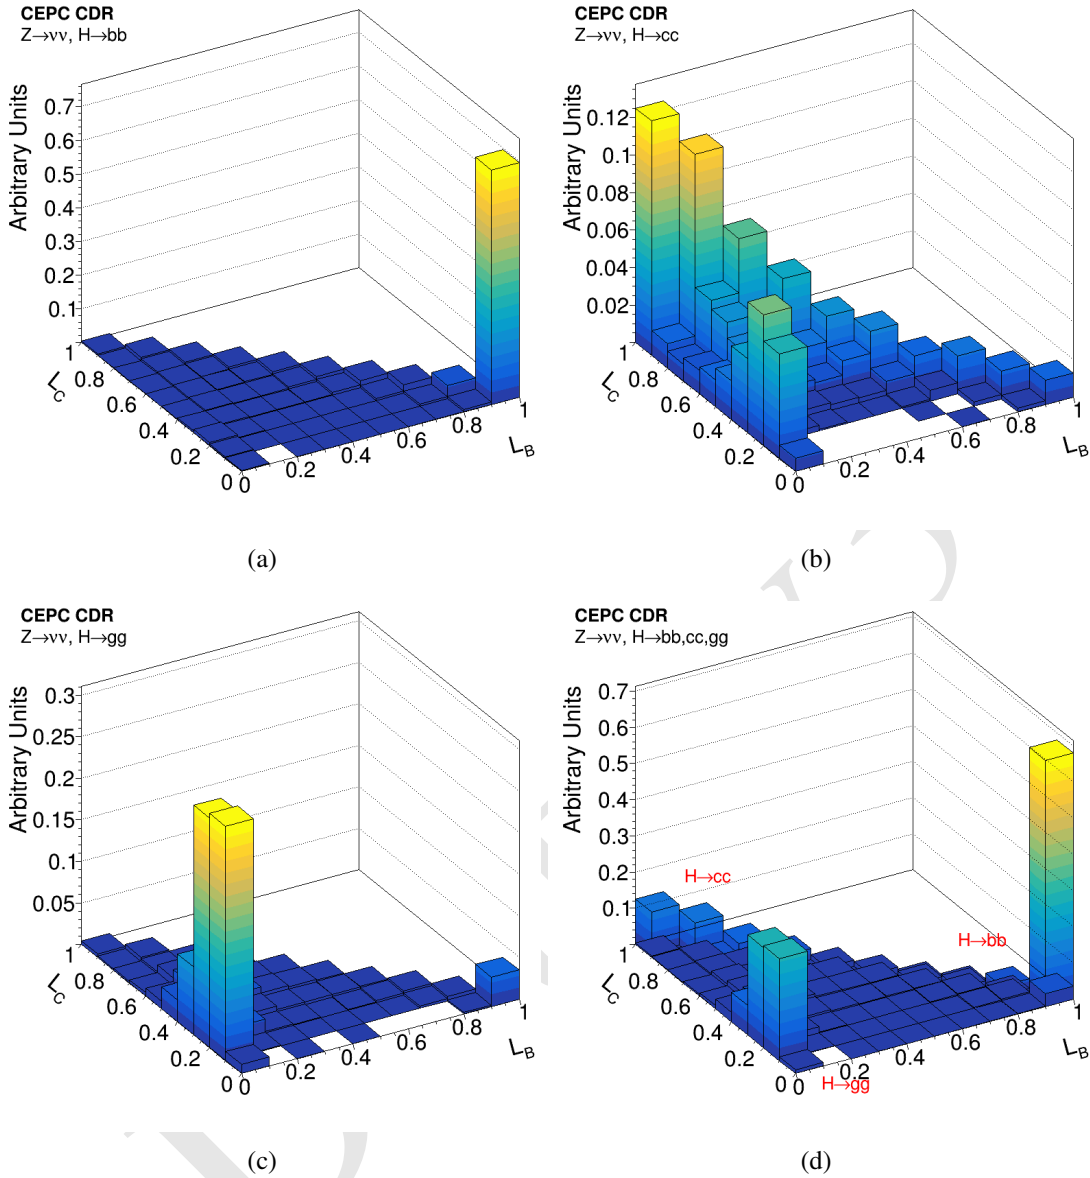 CEPC CDR
Z→νν, H→bb
Arbitrary Units
0.7
0.6
0.5
0.4
0.3
0.2
0.1
1
0.8
0.6
0.4
0.2
0
L_C
0
0.2
0.4
0.6
0.8
1
L_B
(a)
CEPC CDR
Z→νν, H→cc
Arbitrary Units
0.12
0.1
0.08
0.06
0.04
0.02
1
0.8
0.6
0.4
0.2
0
L_C
0
0.2
0.4
0.6
0.8
1
L_B
(b)
CEPC CDR
Z→νν, H→gg
Arbitrary Units
0.3
0.25
0.2
0.15
0.1
0.05
1
0.8
0.6
0.4
0.2
0
L_C
0
0.2
0.4
0.6
0.8
1
L_B
(c)
CEPC CDR
Z→νν, H→bb,cc,gg
Arbitrary Units
0.7
0.6
0.5
0.4
0.3
0.2
0.1
H→cc
H→bb
1
0.8
0.6
0.4
0.2
0
L_C
0
0.2
0.4
0.6
0.8
1
L_B
H→gg
(d)